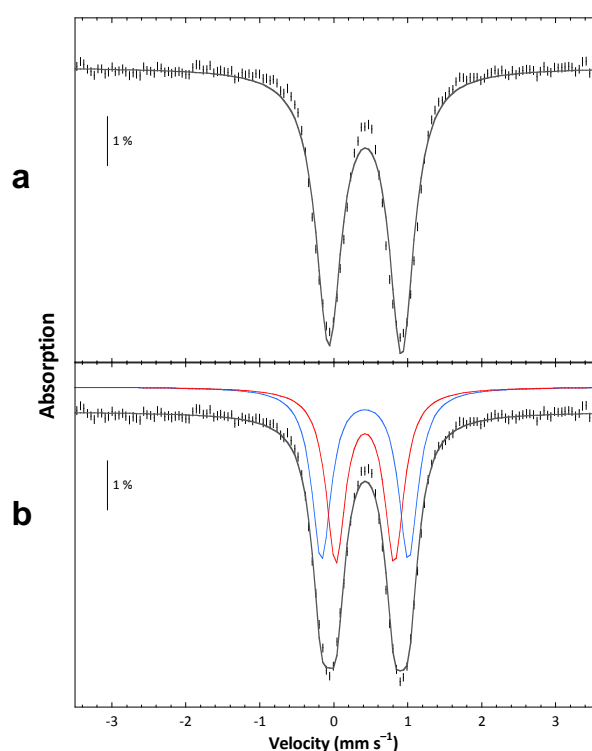 1 %
a
Absorption
1 %
b
-3 -2 -1 0 1 2 3
Velocity (mm s⁻¹)